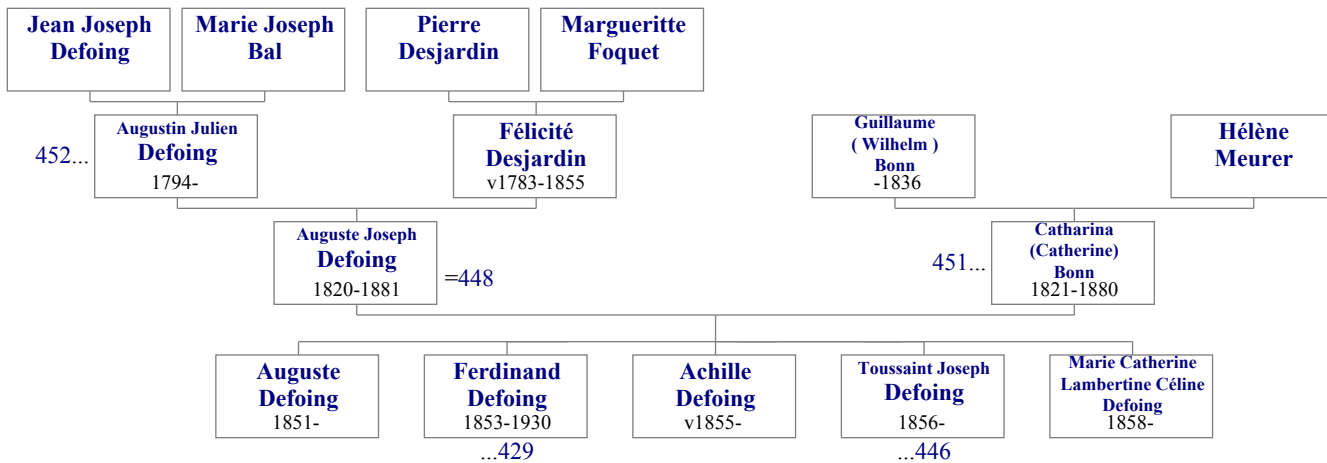 Jean Joseph
Defoing
Marie Joseph
Bal
Pierre
Desjardin
Margueritte
Foquet
452...
Augustin Julien
Defoing
1794-
Félicité
Desjardin
v1783-1855
Guillaume
( Wilhelm )
Bonn
-1836
Hélène
Meurer
Auguste Joseph
Defoing
1820-1881
=448
451...
Catharina
(Catherine)
Bonn
1821-1880
Auguste
Defoing
1851-
Ferdinand
Defoing
1853-1930
...429
Achille
Defoing
v1855-
Toussaint Joseph
Defoing
1856-
...446
Marie Catherine
Lambertine Céline
Defoing
1858-